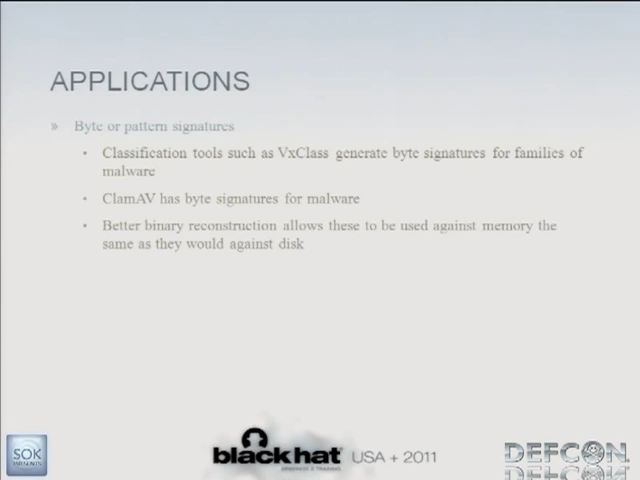 APPLICATIONS
» Byte or pattern signatures
• Classification tools such as VxClass generate byte signatures for families of
malware
• ClamAV has byte signatures for malware
• Better binary reconstruction allows these to be used against memory the
same as they would against disk
SOK
PRESENTS
blackhat USA + 2011
DEFCON